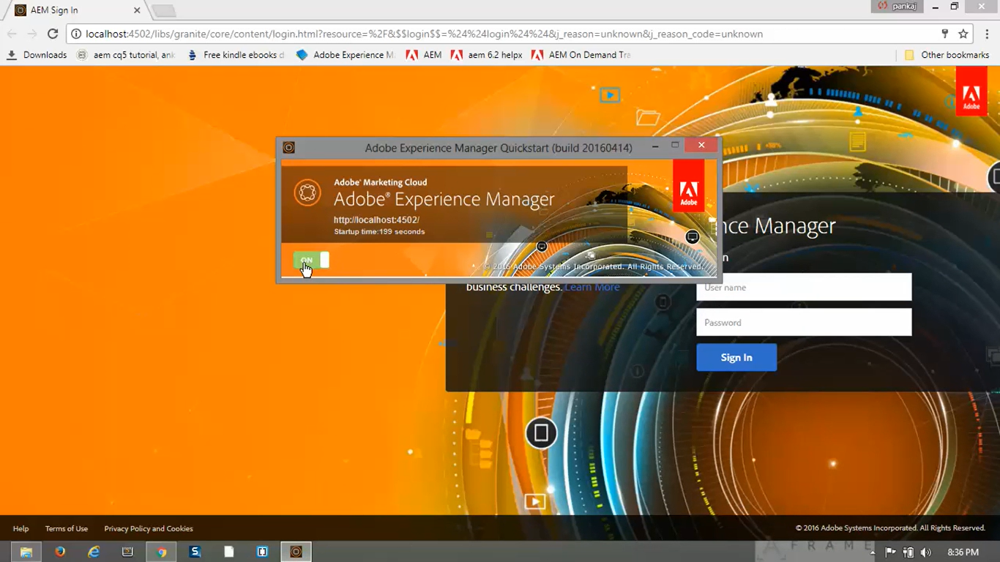 AEM Sign In
pankaj
localhost:4502/libs/granite/core/content/login.html?resource=%2F&$$login$$=%24%24login%24%24&j_reason=unknown&j_reason_code=unknown
Downloads
aem cq5 tutorial, ank
Free kindle ebooks d
Adobe Experience M
AEM
aem 6.2 helpx
AEM On Demand Tra
Other bookmarks
Adobe
Adobe Experience Manager Quickstart (build 20160414)
Adobe® Marketing Cloud
Adobe® Experience Manager
http://localhost:4502/
Startup time:199 seconds
Adobe
ON
© 2016 Adobe Systems Incorporated. All Rights Reserved.
nce Manager
n
business challenges. Learn More
User name
Password
Sign In
Help
Terms of Use
Privacy Policy and Cookies
© 2016 Adobe Systems Incorporated. All Rights Reserved.
A FRAME
8:36 PM